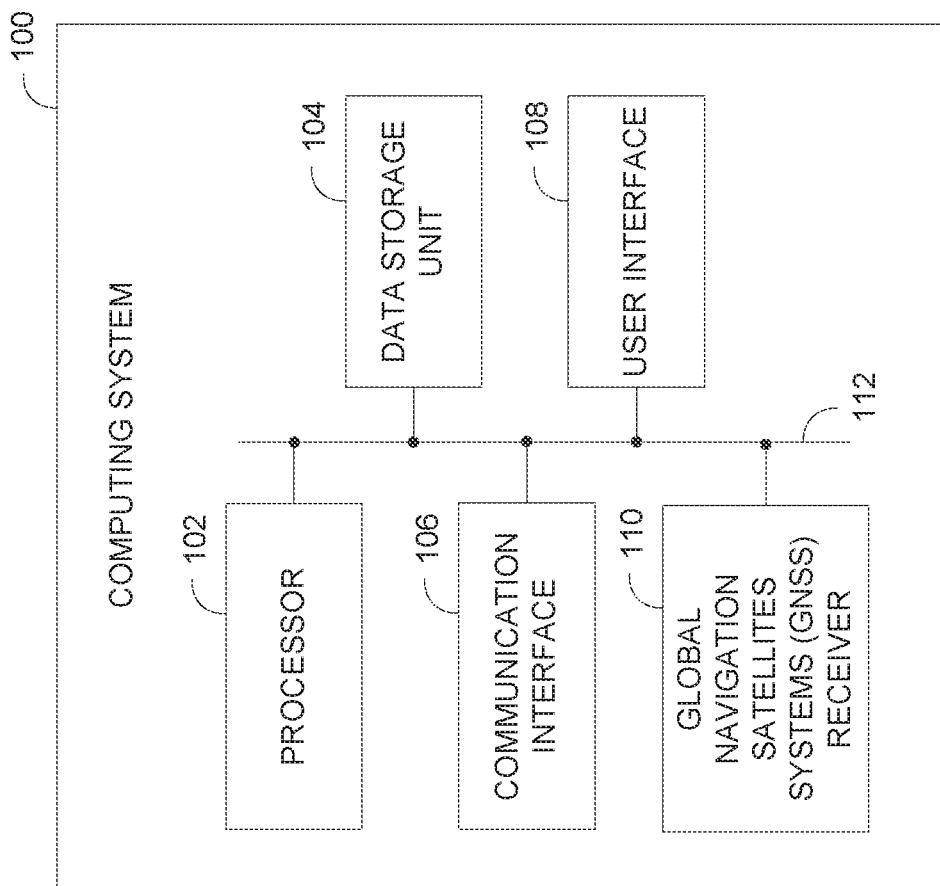 100
COMPUTING SYSTEM
102
PROCESSOR
104
DATA STORAGE
UNIT
106
COMMUNICATION
INTERFACE
108
USER INTERFACE
110
GLOBAL
NAVIGATION
SATELLITES
SYSTEMS (GNSS)
RECEIVER
112